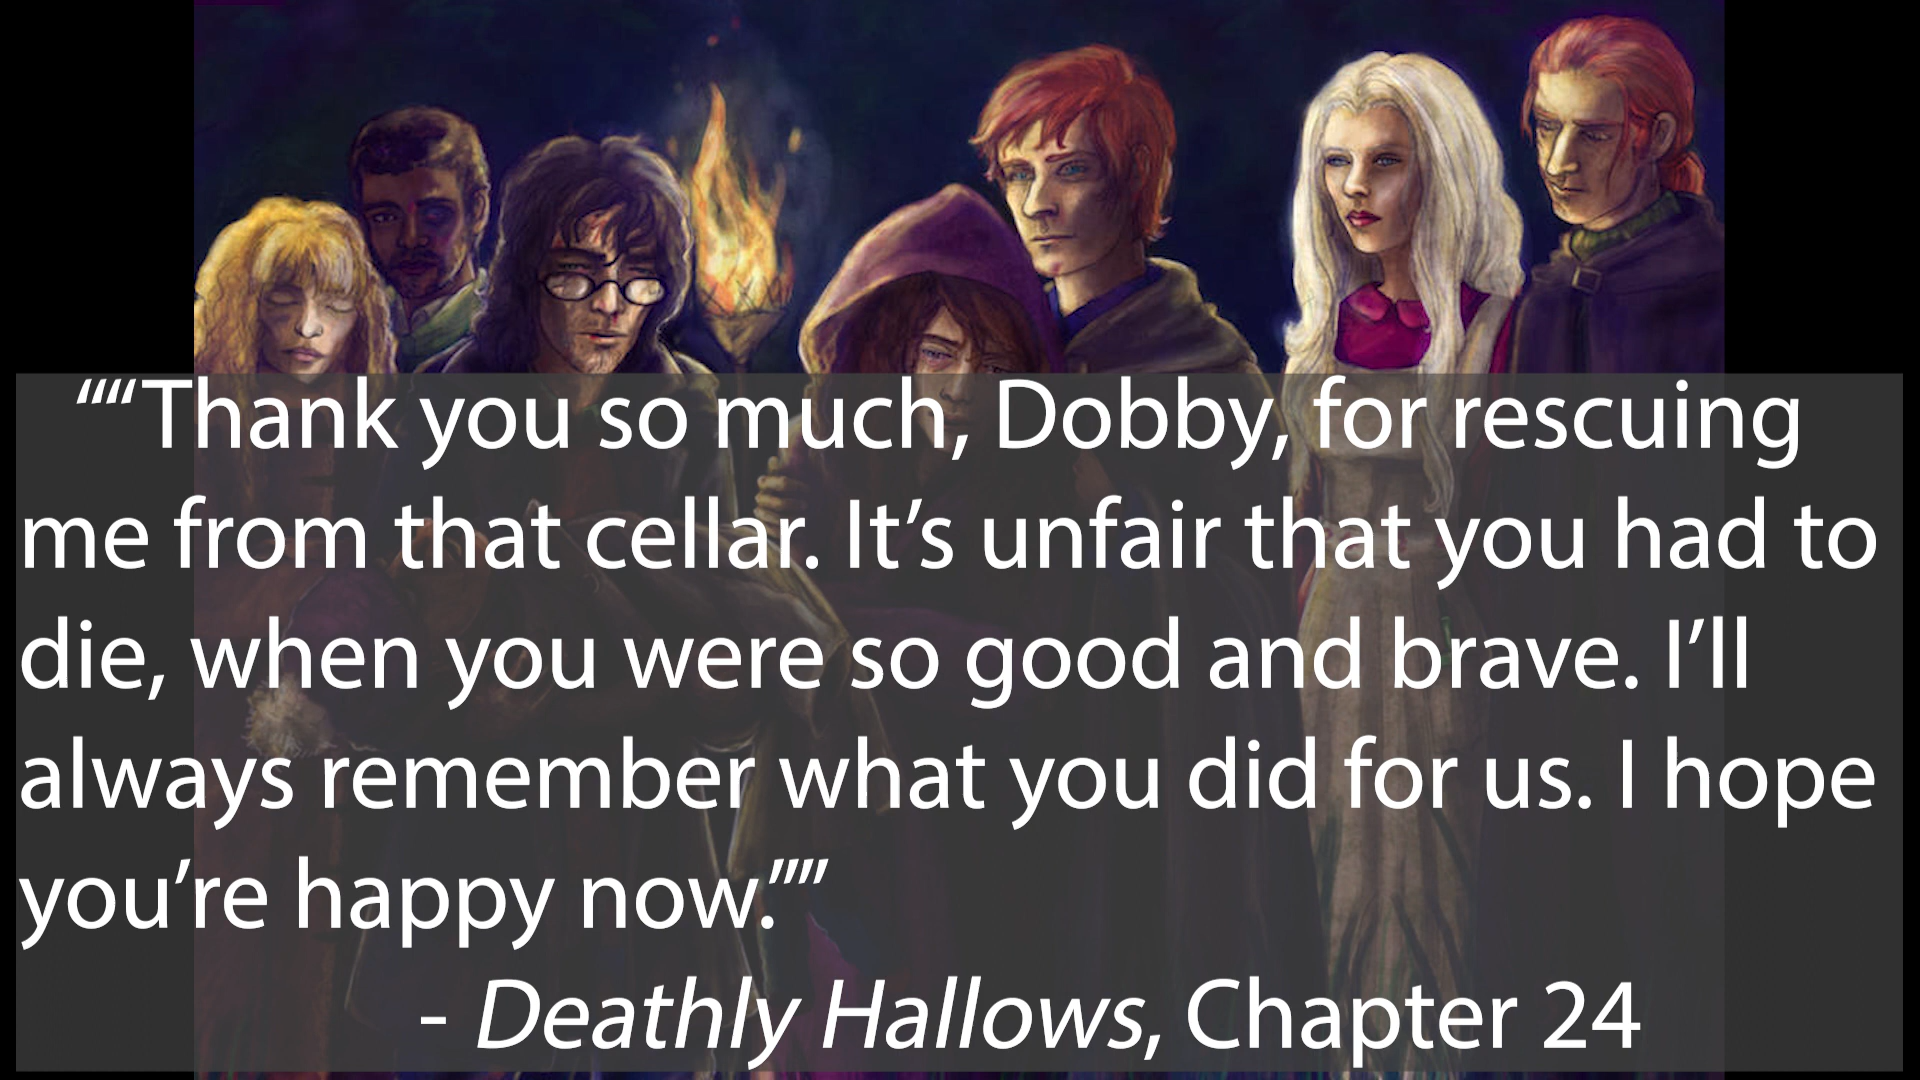 ““Thank you so much, Dobby, for rescuing
me from that cellar. It’s unfair that you had to
die, when you were so good and brave. I’ll
always remember what you did for us. I hope
you’re happy now.””
- Deathly Hallows, Chapter 24